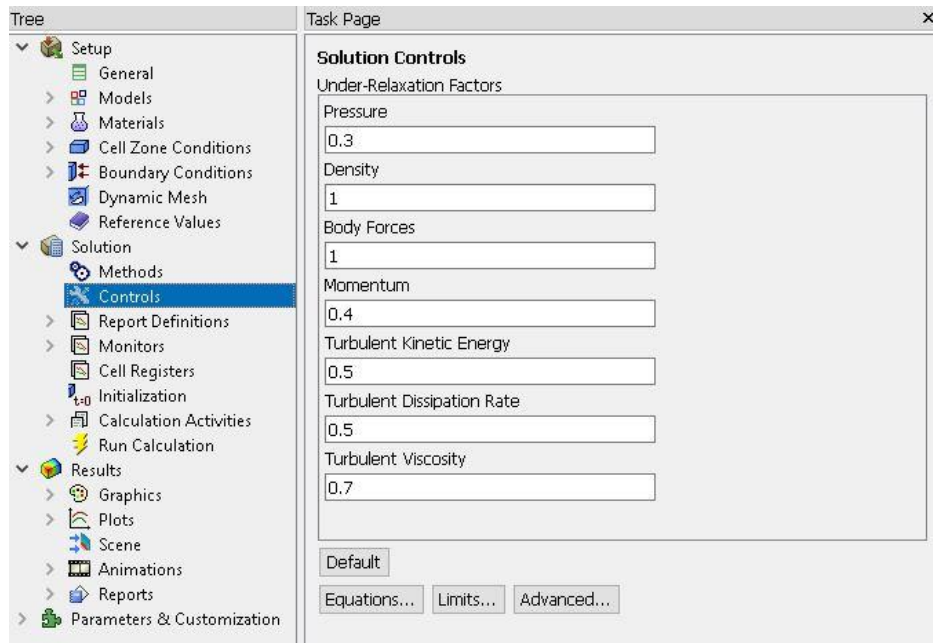 Tree
Setup
General
Models
Materials
Cell Zone Conditions
Boundary Conditions
Dynamic Mesh
Reference Values
Solution
Methods
Controls
Report Definitions
Monitors
Cell Registers
t=0 Initialization
Calculation Activities
Run Calculation
Results
Graphics
Plots
Scene
Animations
Reports
Parameters & Customization
Task Page
Solution Controls
Under-Relaxation Factors
Pressure
0.3
Density
1
Body Forces
1
Momentum
0.4
Turbulent Kinetic Energy
0.5
Turbulent Dissipation Rate
0.5
Turbulent Viscosity
0.7
Default
Equations... Limits... Advanced...